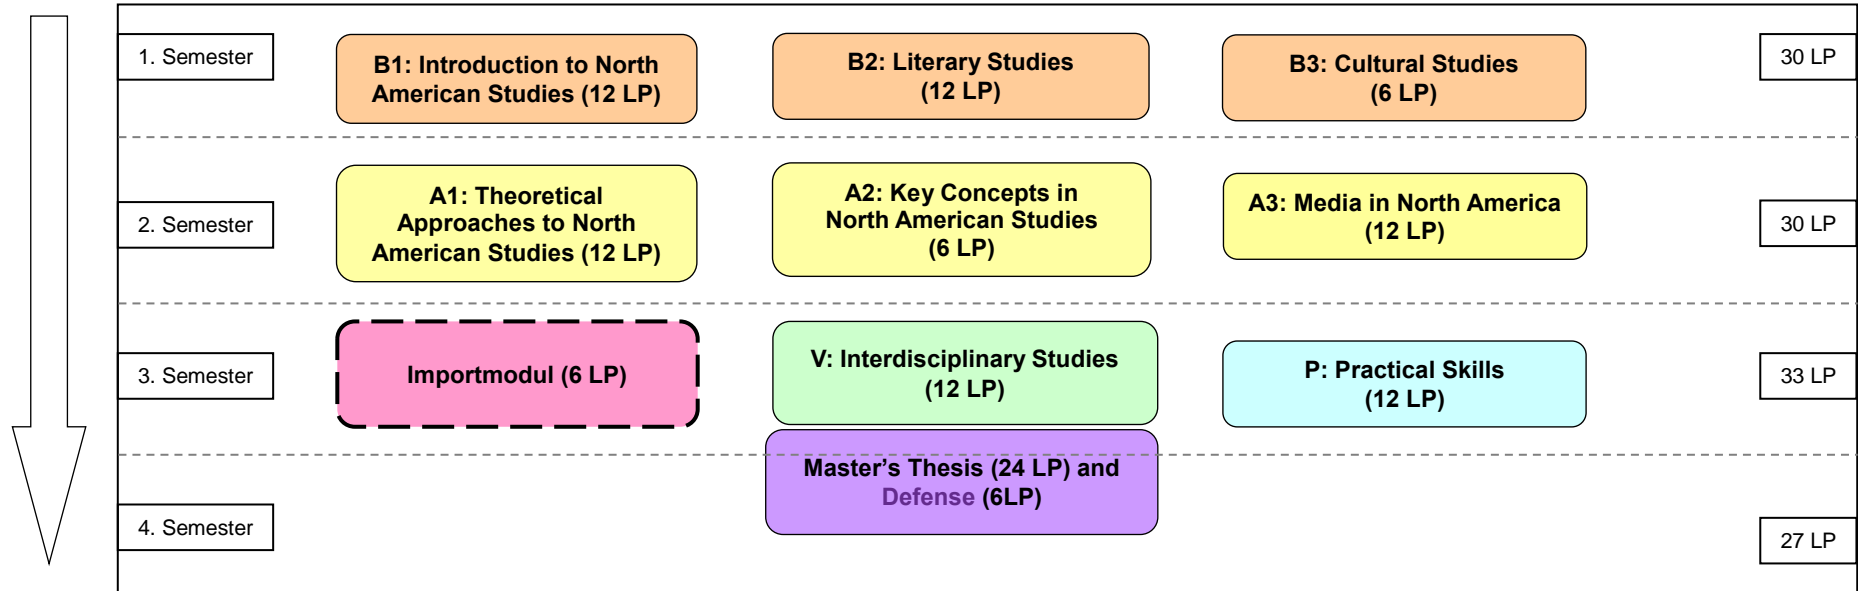 1. Semester
B1: Introduction to North
American Studies (12 LP)
B2: Literary Studies
(12 LP)
B3: Cultural Studies
(6 LP)
30 LP
2. Semester
A1: Theoretical
Approaches to North
American Studies (12 LP)
A2: Key Concepts in
North American Studies
(6 LP)
A3: Media in North America
(12 LP)
30 LP
3. Semester
Importmodul (6 LP)
V: Interdisciplinary Studies
(12 LP)
P: Practical Skills
(12 LP)
33 LP
Master's Thesis (24 LP) and
Defense (6LP)
4. Semester
27 LP